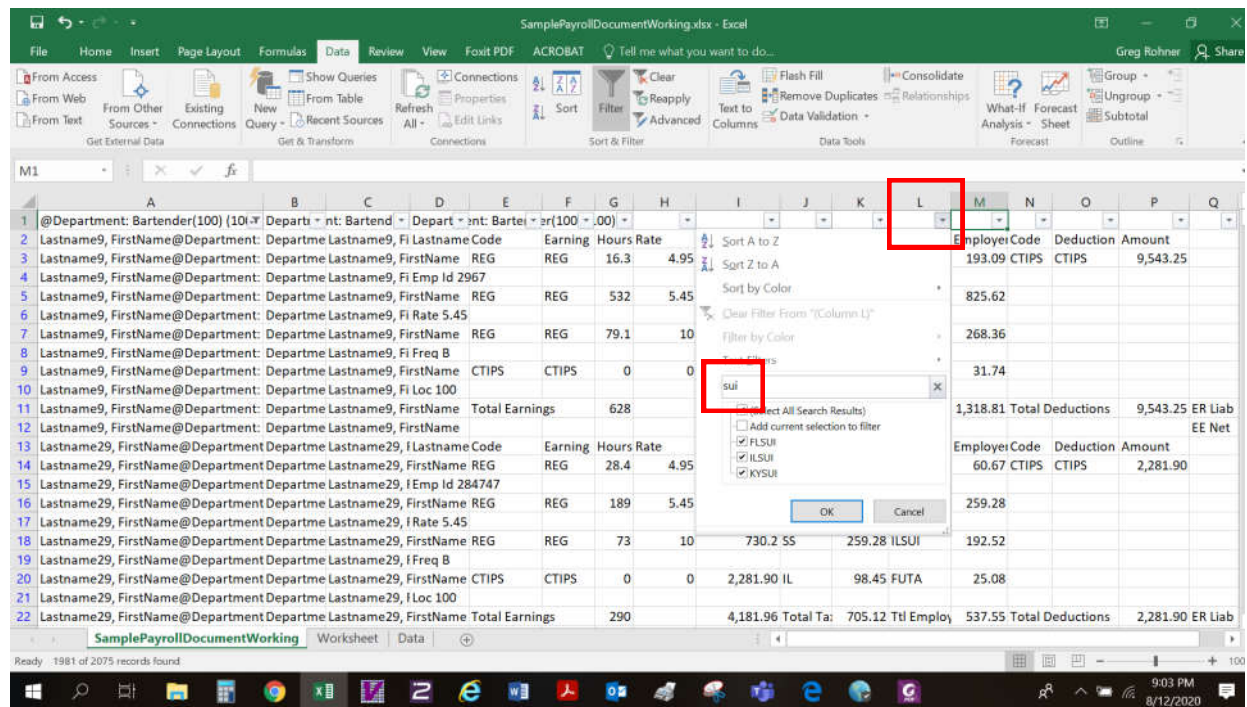 SamplePayrollDocumentWorking.xlsx - Excel
File Home Insert Page Layout Formulas Data Review View Foxit PDF ACROBAT Tell me what you want to do... Greg Rohner Share
From Access
From Web
From Text
From Other Sources
Existing Connections
Get External Data
New Query
Show Queries
From Table
Recent Sources
Get & Transform
Refresh All
Connections
Properties
Edit Links
Connections
Sort
Filter
Clear
Reapply
Advanced
Sort & Filter
Text to Columns
Flash Fill
Remove Duplicates
Data Validation
Consolidate
Relationships
Data Tools
What-If Analysis
Forecast Sheet
Forecast
Group
Ungroup
Subtotal
Outline
M1 fx
A B C D E F G H I J K L M N O P Q
1 @Department: Bartender(100) (10 Departi nt: Bartend Depart ent: Barte er(100 .00)
2 Lastname9, FirstName@Department: Departme Lastname9, Fi Lastname Code Earning Hours Rate Employer Code Deduction Amount
3 Lastname9, FirstName@Department: Departme Lastname9, FirstName REG REG 16.3 4.95 193.09 CTIPS CTIPS 9,543.25
4 Lastname9, FirstName@Department: Departme Lastname9, Fi Emp Id 2967
5 Lastname9, FirstName@Department: Departme Lastname9, FirstName REG REG 532 5.45 825.62
6 Lastname9, FirstName@Department: Departme Lastname9, Fi Rate 5.45
7 Lastname9, FirstName@Department: Departme Lastname9, FirstName REG REG 79.1 10 268.36
8 Lastname9, FirstName@Department: Departme Lastname9, Fi Freq B
9 Lastname9, FirstName@Department: Departme Lastname9, FirstName CTIPS CTIPS 0 0 31.74
10 Lastname9, FirstName@Department: Departme Lastname9, Fi Loc 100
11 Lastname9, FirstName@Department: Departme Lastname9, FirstName Total Earnings 628 1,318.81 Total Deductions 9,543.25 ER Liab
12 Lastname9, FirstName@Department: Departme Lastname9, FirstName EE Net
13 Lastname29, FirstName@Department Departme Lastname29, F Lastname Code Earning Hours Rate Employer Code Deduction Amount
14 Lastname29, FirstName@Department Departme Lastname29, FirstName REG REG 28.4 4.95 60.67 CTIPS CTIPS 2,281.90
15 Lastname29, FirstName@Department Departme Lastname29, F Emp Id 284747
16 Lastname29, FirstName@Department Departme Lastname29, FirstName REG REG 189 5.45 259.28
17 Lastname29, FirstName@Department Departme Lastname29, F Rate 5.45
18 Lastname29, FirstName@Department Departme Lastname29, FirstName REG REG 73 10 730.2 SS 259.28 ILSUI 192.52
19 Lastname29, FirstName@Department Departme Lastname29, F Freq B
20 Lastname29, FirstName@Department Departme Lastname29, FirstName CTIPS CTIPS 0 0 2,281.90 IL 98.45 FUTA 25.08
21 Lastname29, FirstName@Department Departme Lastname29, F Loc 100
22 Lastname29, FirstName@Department Departme Lastname29, FirstName Total Earnings 290 4,181.96 Total Ta 705.12 Ttl Employ 537.55 Total Deductions 2,281.90 ER Liab
Sort A to Z
Sort Z to A
Sort by Color
Clear Filter From "(Column L)"
Filter by Color
Text Filters
sui
(Select All Search Results)
Add current selection to filter
FLSUI
ILSUI
KYSUI
OK Cancel
SamplePayrollDocumentWorking Worksheet Data
Ready 1981 of 2075 records found 100
9:03 PM
8/12/2020